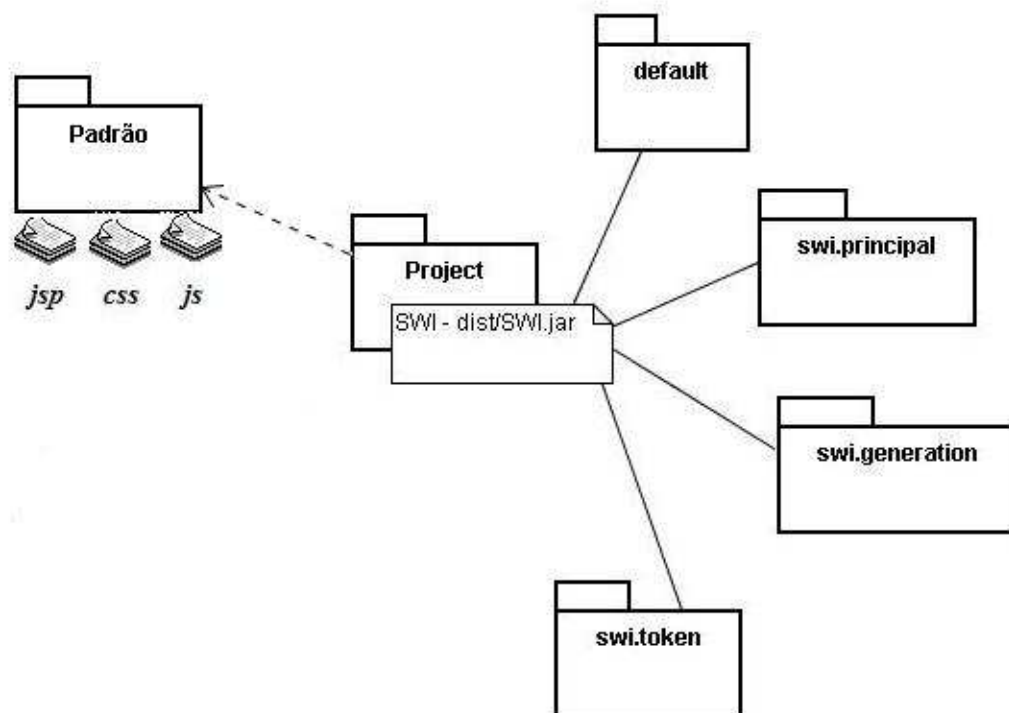 default
Padrão
jsp css js
Project
SWI - dist/SWI.jar
swi.principal
swi.generation
swi.token